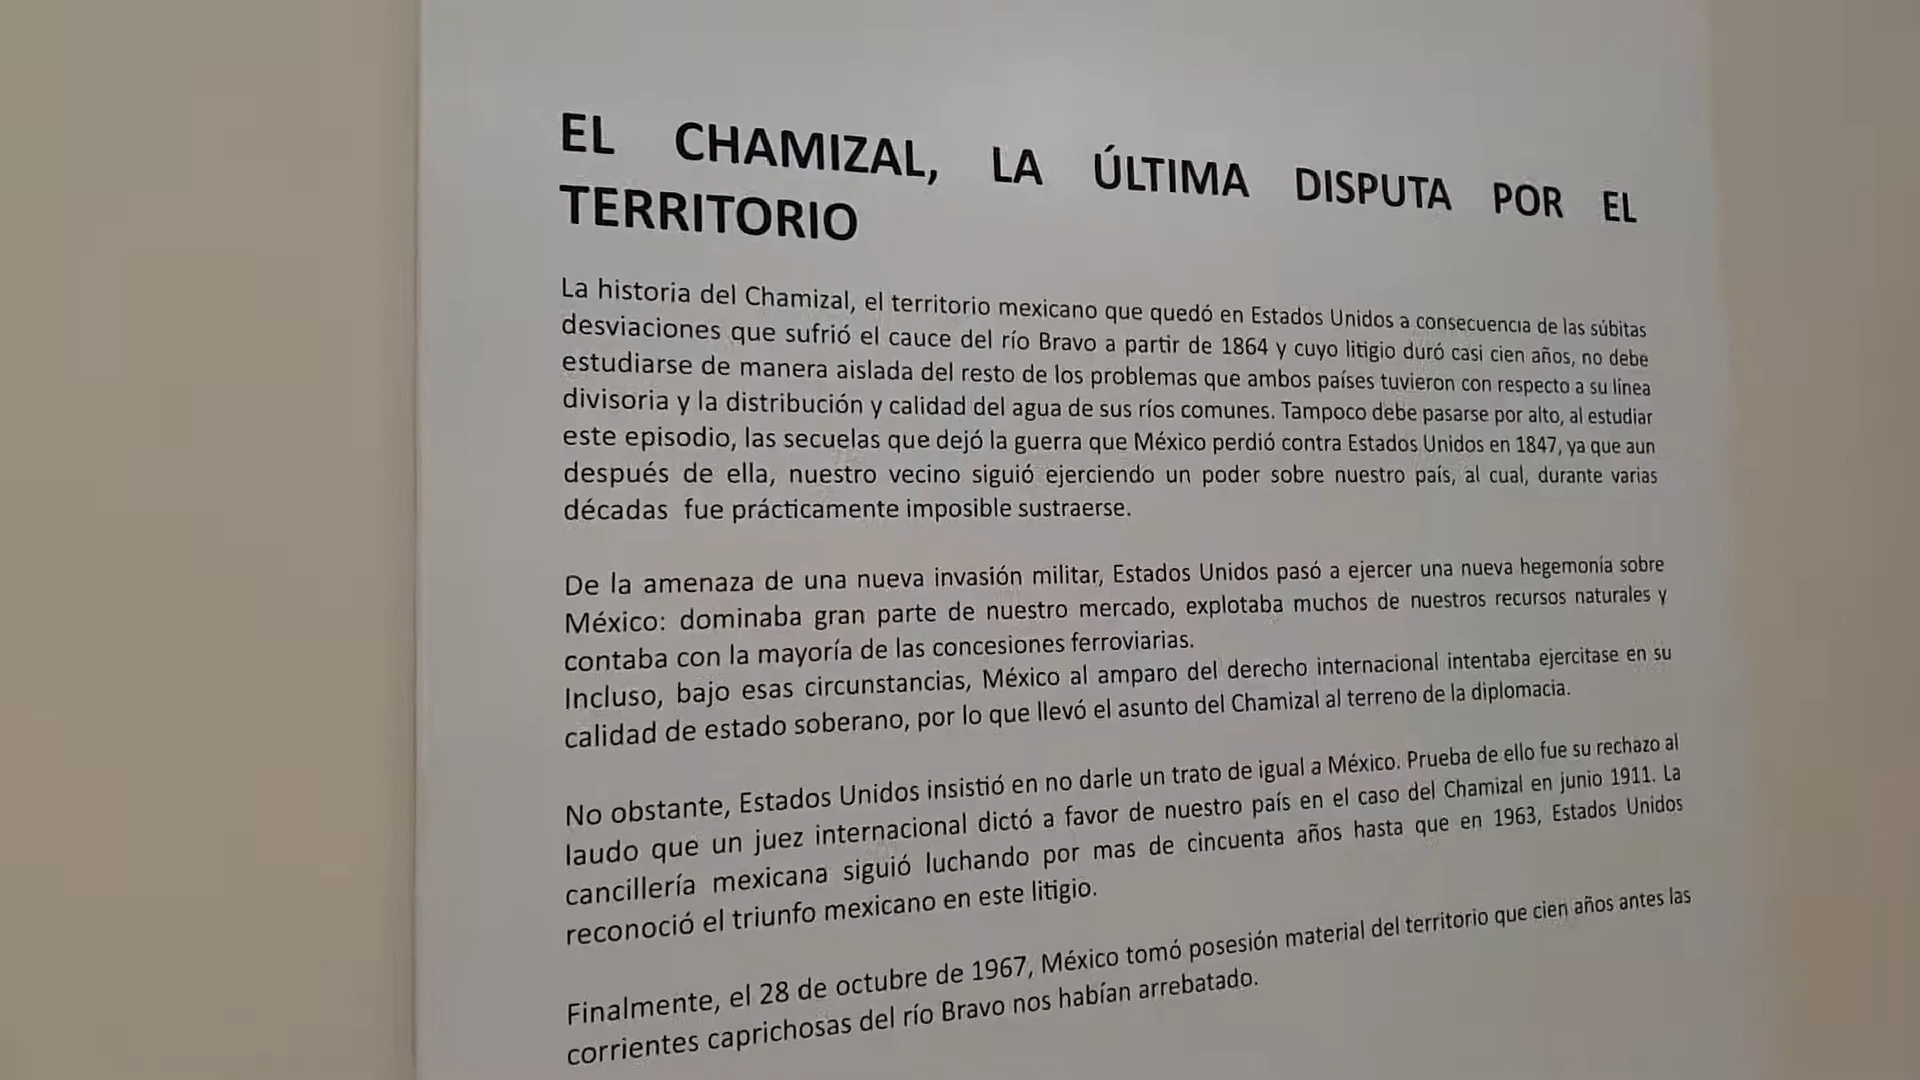 EL CHAMIZAL, LA ÚLTIMA DISPUTA POR EL
TERRITORIO
La historia del Chamizal, el territorio mexicano que quedó en Estados Unidos a consecuencia de las súbitas
desviaciones que sufrió el cauce del río Bravo a partir de 1864 y cuyo litigio duró casi cien años, no debe
estudiarse de manera aislada del resto de los problemas que ambos países tuvieron con respecto a su línea
divisoria y la distribución y calidad del agua de sus ríos comunes. Tampoco debe pasarse por alto, al estudiar
este episodio, las secuelas que dejó la guerra que México perdió contra Estados Unidos en 1847, ya que aun
después de ella, nuestro vecino siguió ejerciendo un poder sobre nuestro país, al cual, durante varias
décadas fue prácticamente imposible sustraerse.
De la amenaza de una nueva invasión militar, Estados Unidos pasó a ejercer una nueva hegemonía sobre
México: dominaba gran parte de nuestro mercado, explotaba muchos de nuestros recursos naturales y
contaba con la mayoría de las concesiones ferroviarias.
Incluso, bajo esas circunstancias, México al amparo del derecho internacional intentaba ejercitase en su
calidad de estado soberano, por lo que llevó el asunto del Chamizal al terreno de la diplomacia.
No obstante, Estados Unidos insistió en no darle un trato de igual a México. Prueba de ello fue su rechazo al
laudo que un juez internacional dictó a favor de nuestro país en el caso del Chamizal en junio 1911. La
cancillería mexicana siguió luchando por mas de cincuenta años hasta que en 1963, Estados Unidos
reconoció el triunfo mexicano en este litigio.
Finalmente, el 28 de octubre de 1967, México tomó posesión material del territorio que cien años antes las
corrientes caprichosas del río Bravo nos habían arrebatado.